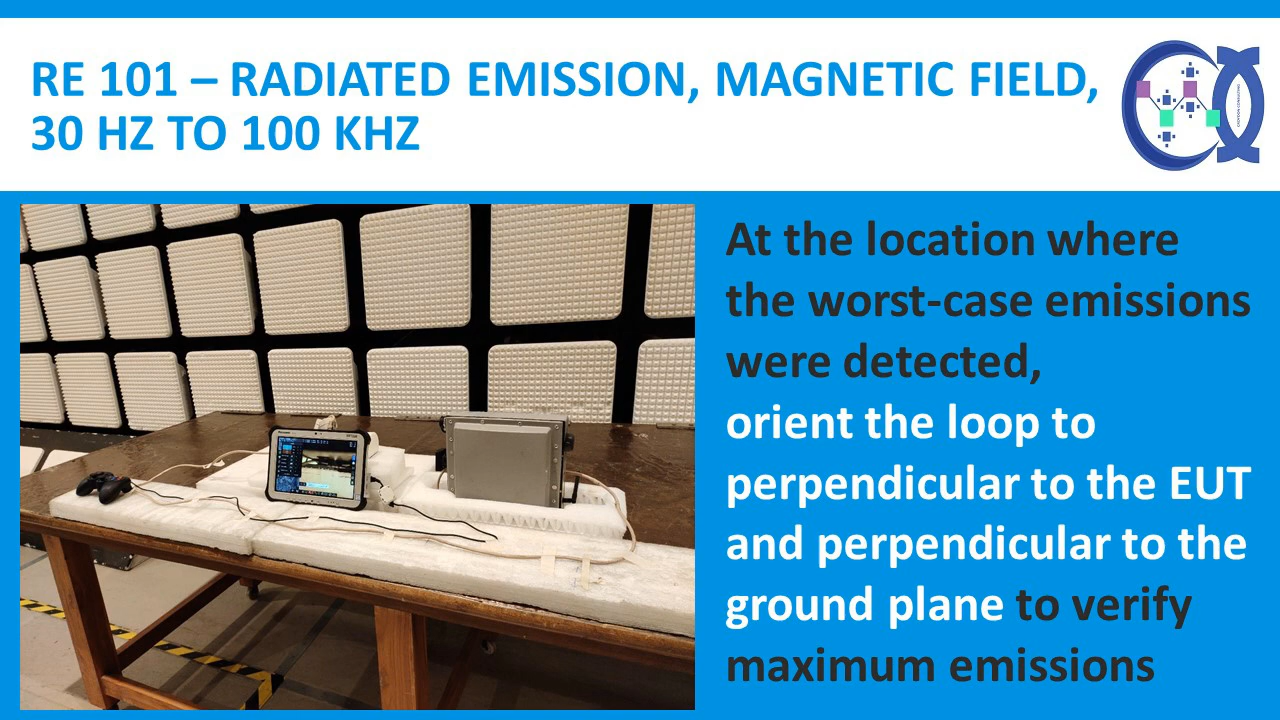 RE 101 – RADIATED EMISSION, MAGNETIC FIELD,
30 HZ TO 100 KHZ
At the location where
the worst-case emissions
were detected,
orient the loop to
perpendicular to the EUT
and perpendicular to the
ground plane to verify
maximum emissions